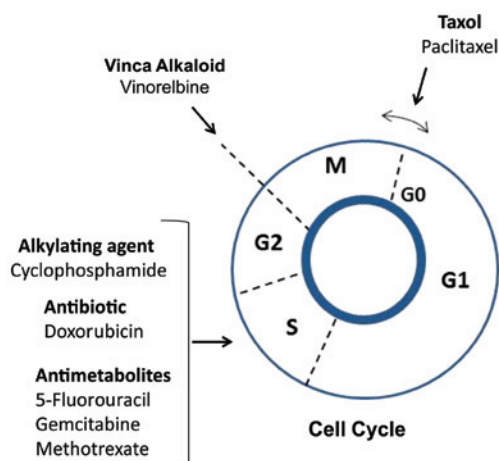 Taxol
Paclitaxel
Vinca Alkaloid
Vinorelbine
M
G0
G2
G1
S
Alkylating agent
Cyclophosphamide
Antibiotic
Doxorubicin
Antimetabolites
5-Fluorouracil
Gemcitabine
Methotrexate
Cell Cycle